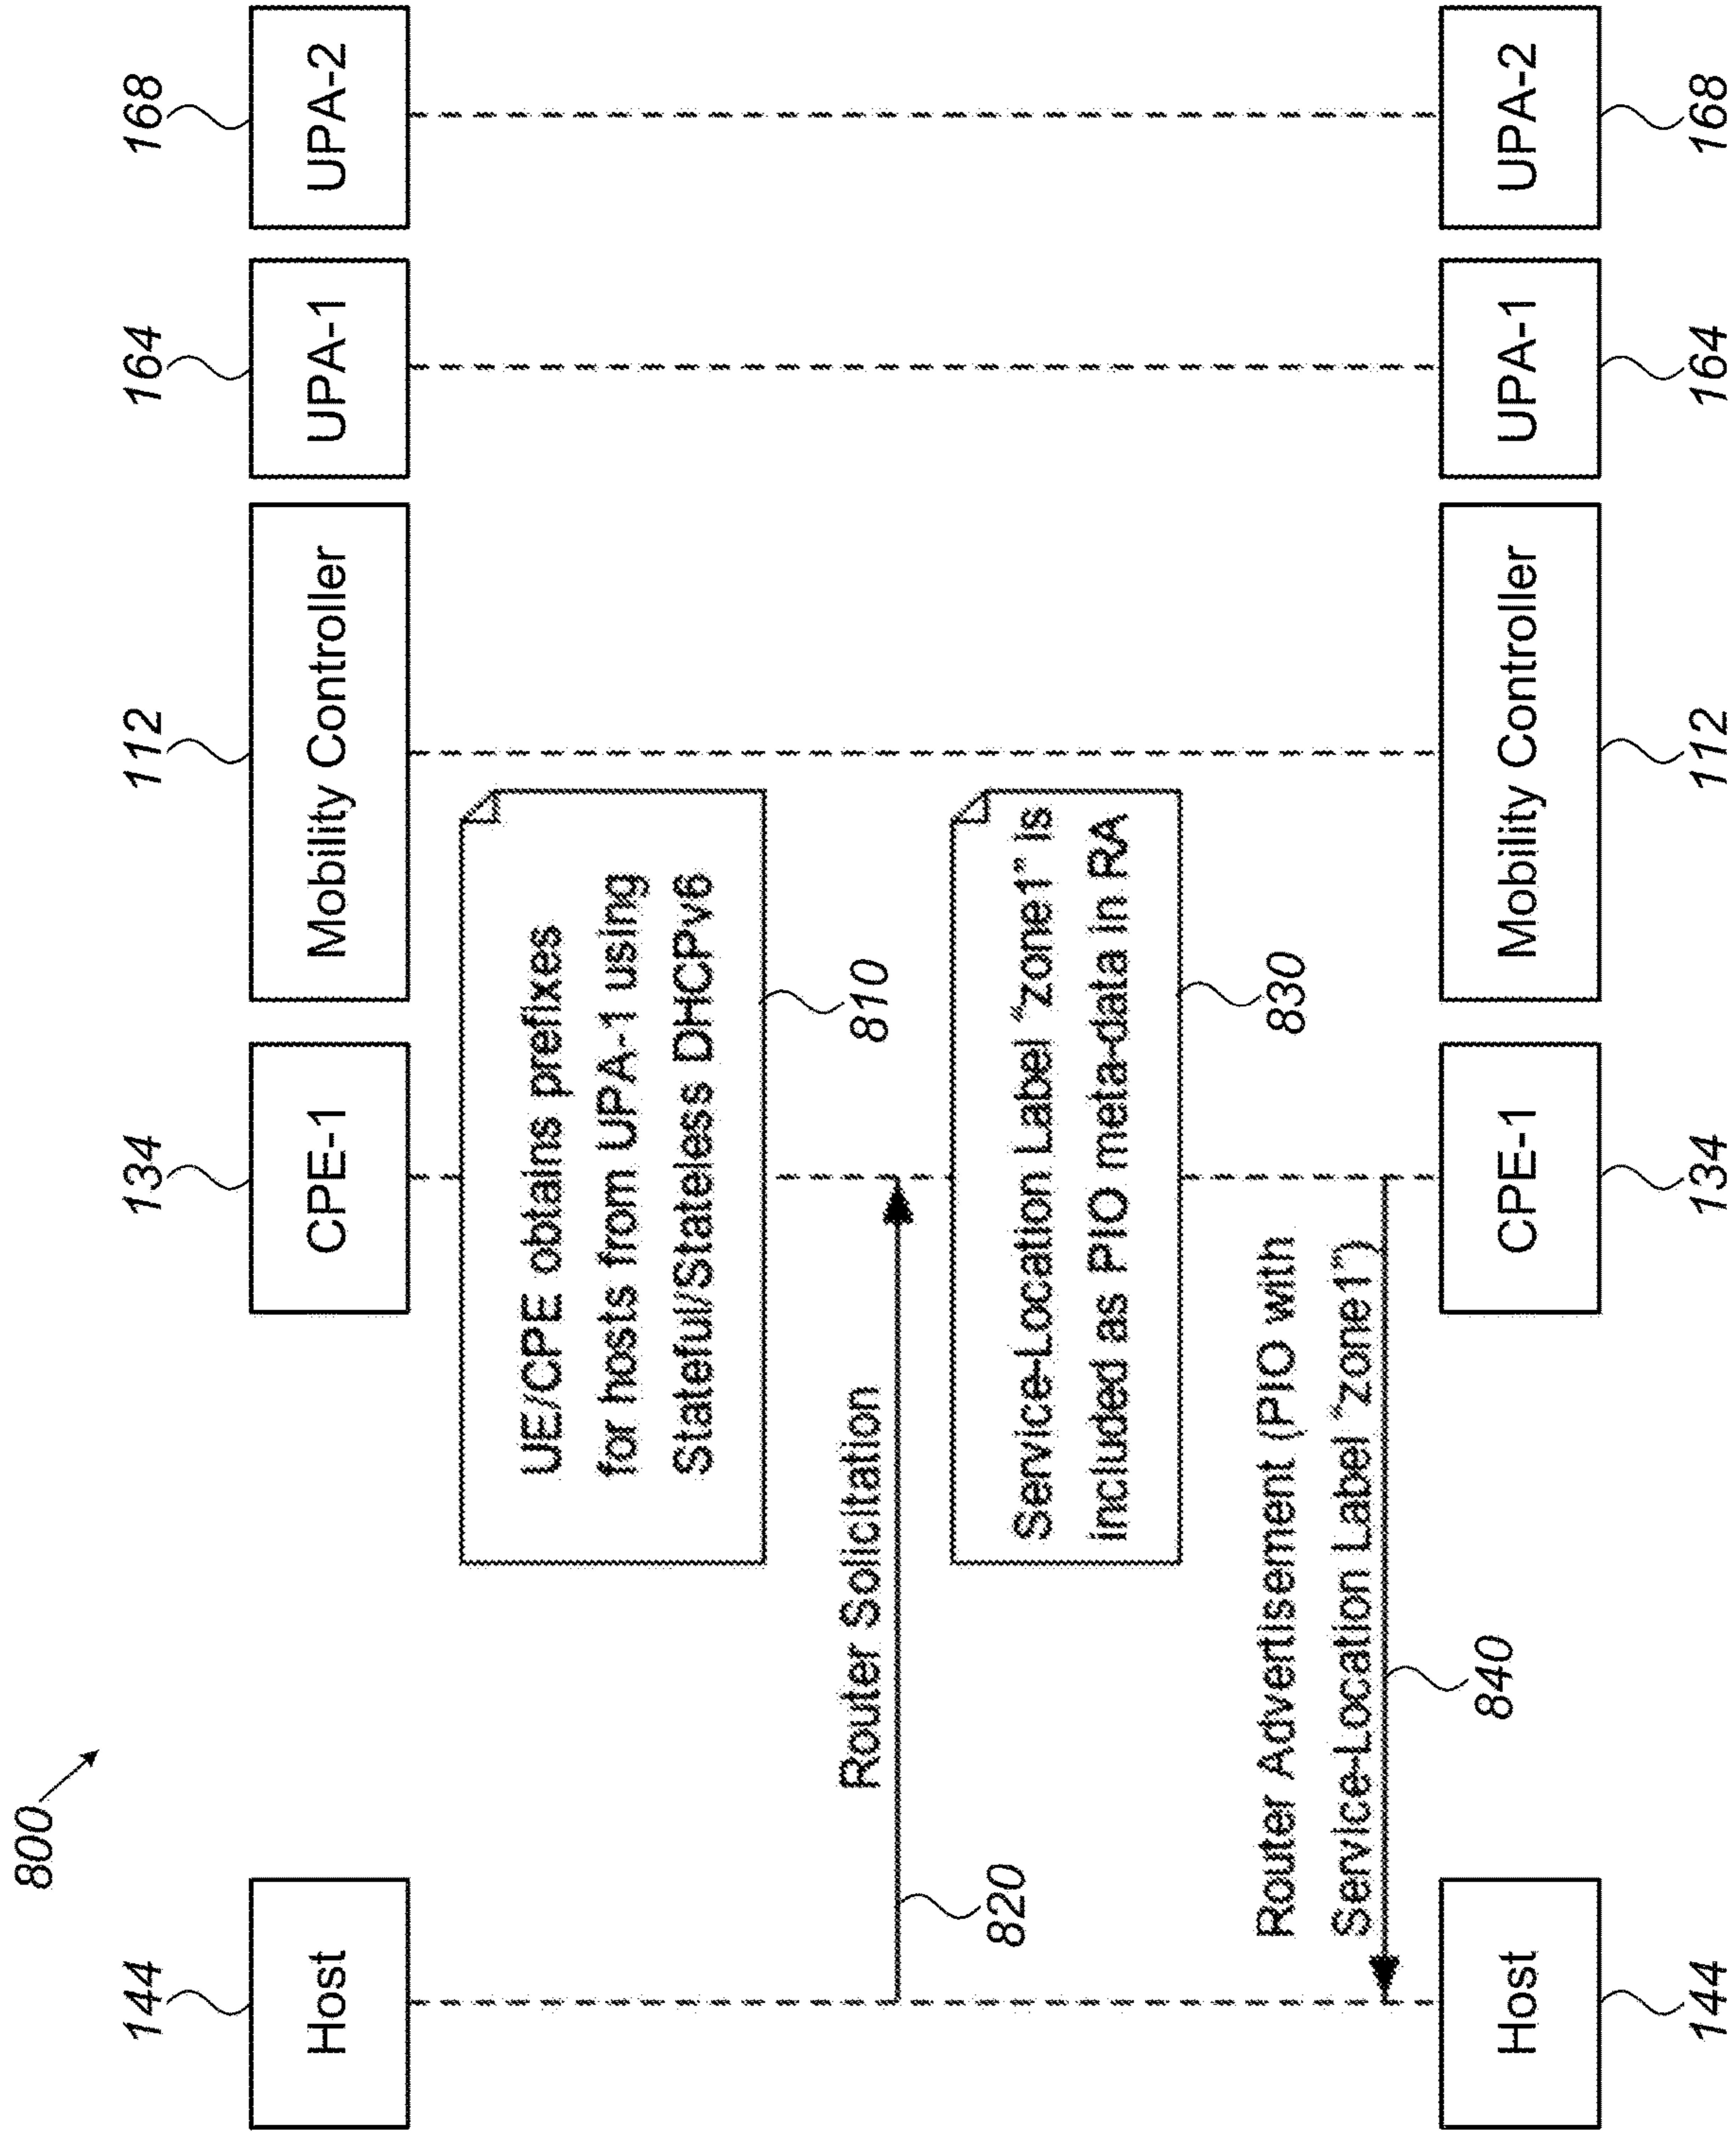 800
144
134
112
164
168
Host
CPE-1
Mobility Controller
UPA-1
UPA-2
UE/CPE obtains prefixes
for hosts from UPA-1 using
Stateful/Stateless DHCPv6
810
Router Solicitation
820
Service-Location Label “zone1” is
included as PIO meta-data in RA
830
Router Advertisement (PIO with
Service-Location Label “zone1”)
840
Host
CPE-1
Mobility Controller
UPA-1
UPA-2
144
134
112
164
168